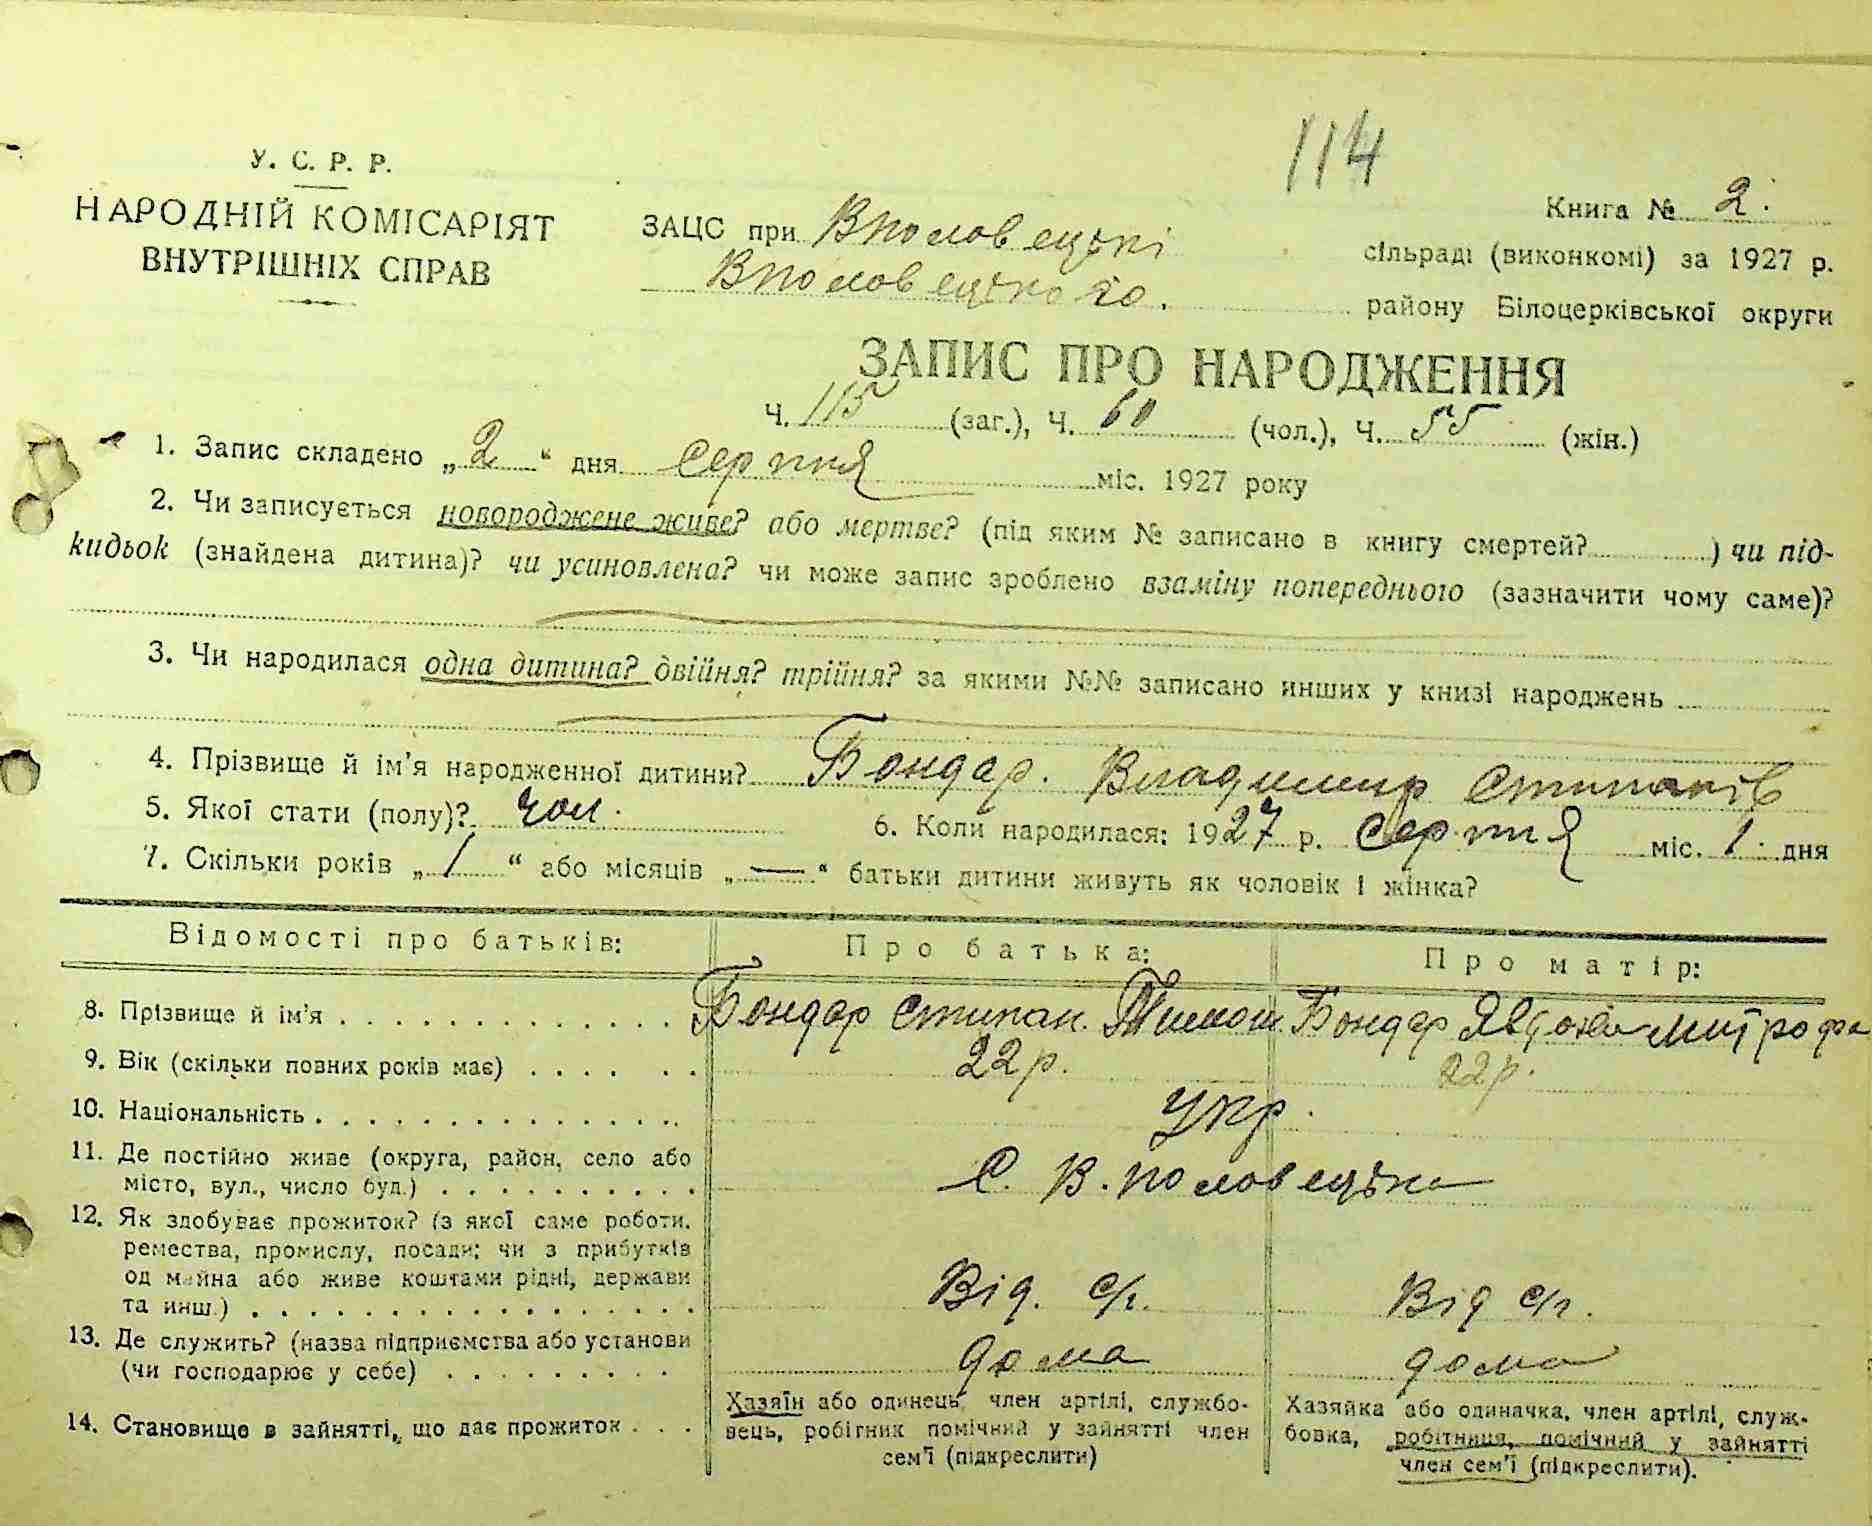 114
У. С. Р. Р.
НАРОДНІЙ КОМІСАРІЯТ
ВНУТРІШНІХ СПРАВ
Книга № 2.
ЗАЦС при Вполовецькі сільраді (виконкомі) за 1927 р.
Вполовецького. району Білоцерківської округи
ЗАПИС ПРО НАРОДЖЕННЯ
Ч. 115 (заг.), Ч. 60 (чол.), Ч. 55 (жін.)
1. Запис складено „2“ дня серпня міс. 1927 року
2. Чи записується новороджене живе? або мертве? (під яким № записано в книгу смертей? ) чи під-
кидьок (знайдена дитина)? чи усиновлена? чи може запис зроблено взаміну попереднього (зазначити чому саме)?
3. Чи народилася одна дитина? двійня? трійня? за якими №№ записано инших у книзі народжень
4. Прізвище й ім'я народженної дитини? Бондар. Владимир Стипанів
5. Якої стати (полу)? чол. 6. Коли народилася: 1927 р. серпня міс. 1. дня
7. Скільки років „1“ або місяців „—“ батьки дитини живуть як чоловік і жінка?
Відомості про батьків: Про батька: Про матір:
8. Прізвище й ім'я . . . . . . . . . . . . . Бондар Стипан. Тимош. Бондар Явдоха Митрофа
9. Вік (скільки повних років має) . . . . . . 22 р. 22 р.
10. Національність . . . . . . . . . . . . . . Укр.
11. Де постійно живе (округа, район, село або
місто, вул., число буд.) . . . . . . . . . . С. В. Половецьке
12. Як здобуває прожиток? (з якої саме роботи,
ремества, промислу, посади; чи з прибутків
од майна або живе коштами рідні, держави
та инш.) . . . . . . . . . . . . . . . . . Від. с/г. Від с/г.
13. Де служить? (назва підприємства або установи
(чи господарює у себе) . . . . . . . . . дома дома
14. Становище в зайнятті, що дає прожиток . . .
Хазяїн або одинець, член артілі, службо-
вець, робігник помічний у зайнятті член
сем'ї (підкреслити)
Хазяйка або одиначка, член артілі, служ-
бовка, робітниця, помічний у зайнятті
член сем'ї (підкреслити).